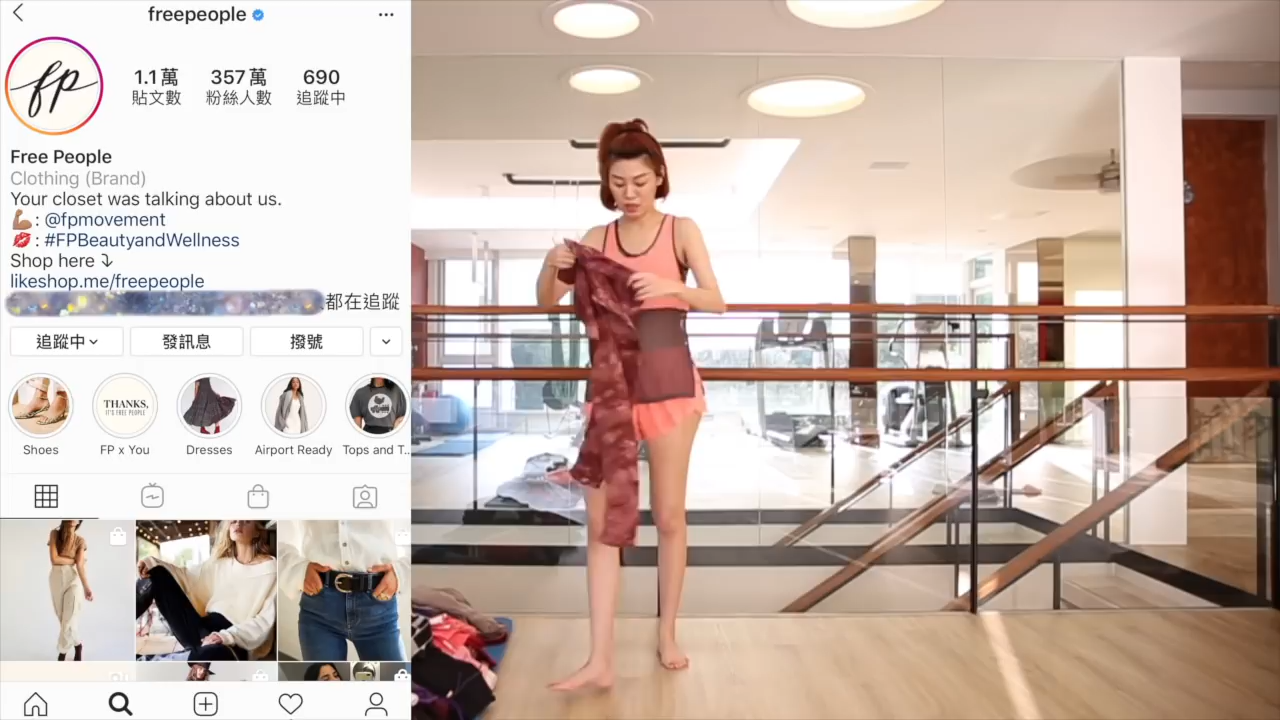 freepeople
fp
1.1萬 357萬 690
貼文數 粉絲人數 追蹤中
Free People
Clothing (Brand)
Your closet was talking about us.
💪🏽: @fpmovement
💋: #FPBeautyandWellness
Shop here ⤵
likeshop.me/freepeople
都在追蹤
追蹤中 發訊息 撥號
THANKS,
IT'S FREE PEOPLE
Shoes FP x You Dresses Airport Ready Tops and T...